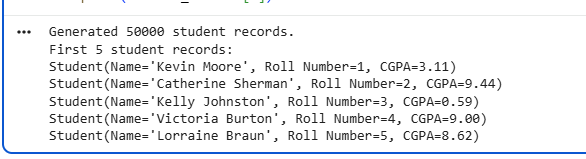 Generated 50000 student records.
First 5 student records:
Student(Name='Kevin Moore', Roll Number=1, CGPA=3.11)
Student(Name='Catherine Sherman', Roll Number=2, CGPA=9.44)
Student(Name='Kelly Johnston', Roll Number=3, CGPA=0.59)
Student(Name='Victoria Burton', Roll Number=4, CGPA=9.00)
Student(Name='Lorraine Braun', Roll Number=5, CGPA=8.62)